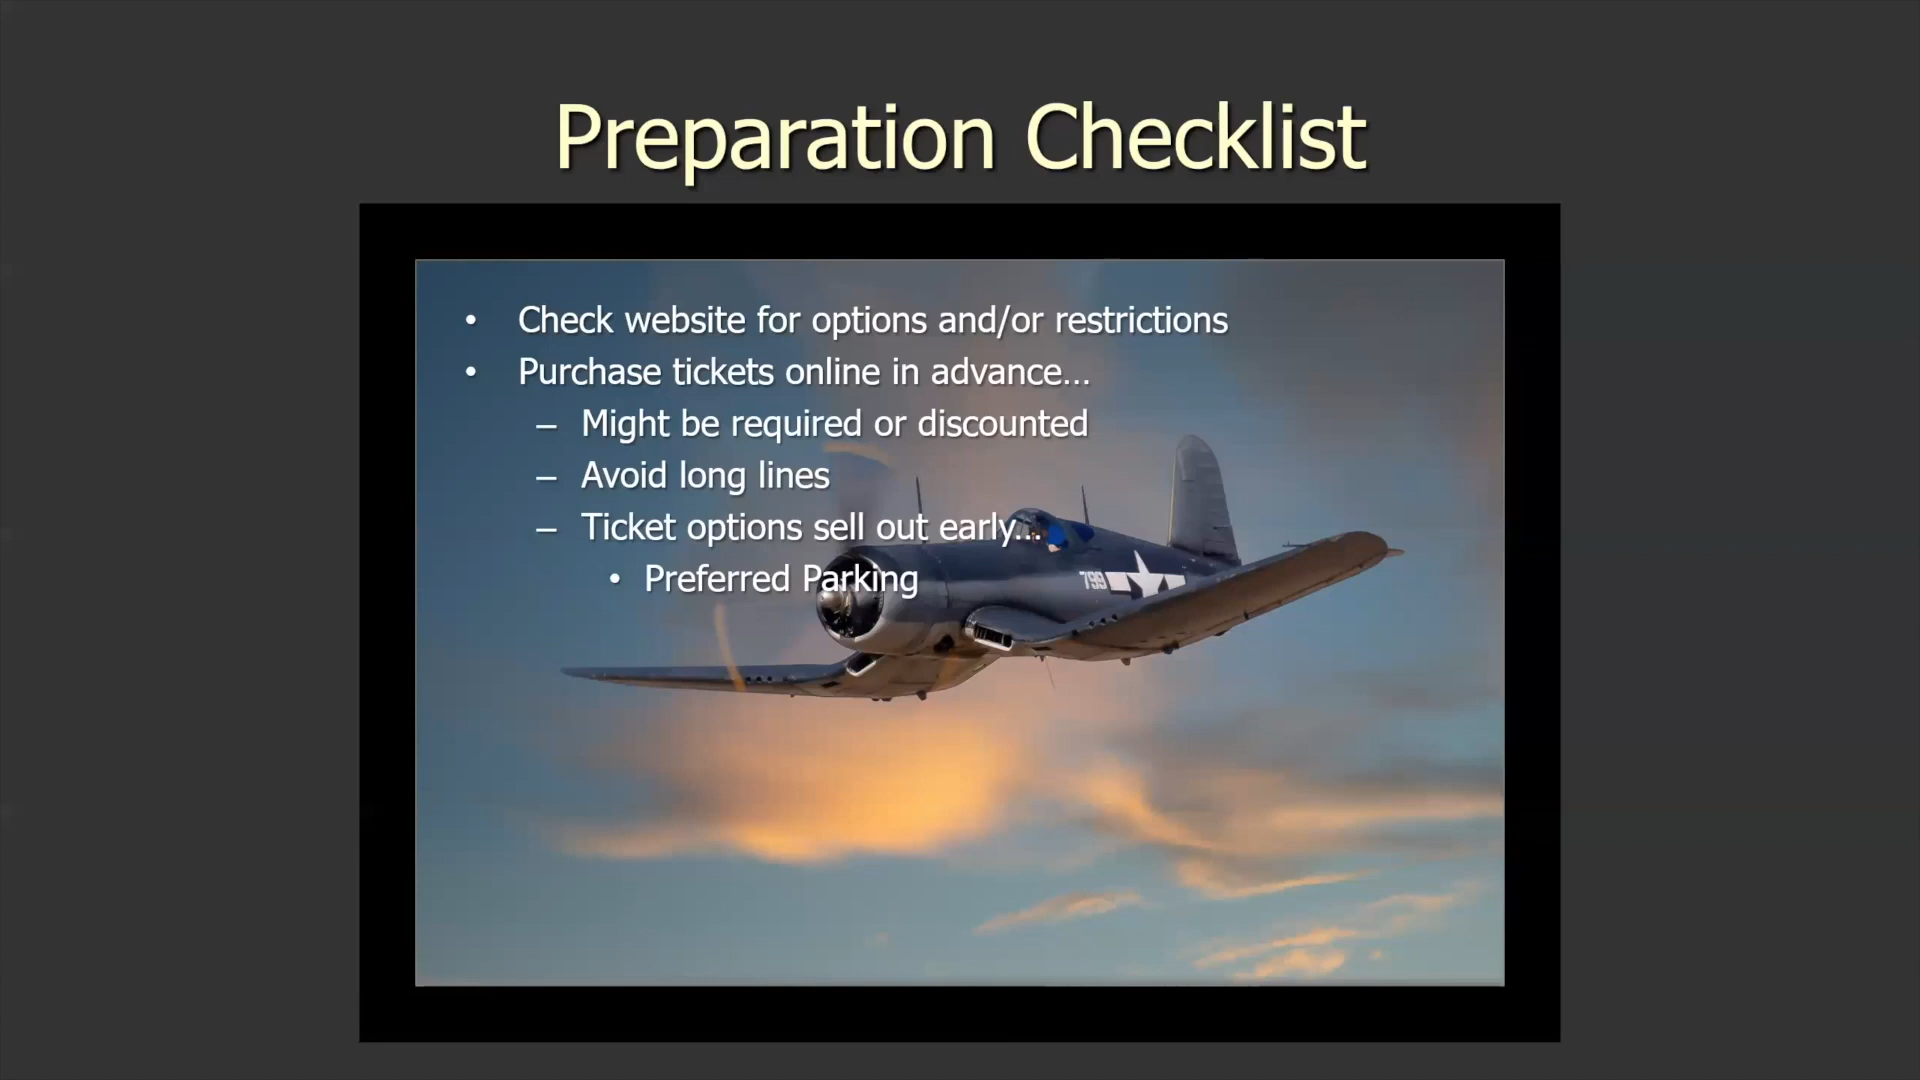 Preparation Checklist
• Check website for options and/or restrictions
• Purchase tickets online in advance…
– Might be required or discounted
– Avoid long lines
– Ticket options sell out early…
• Preferred Parking
799